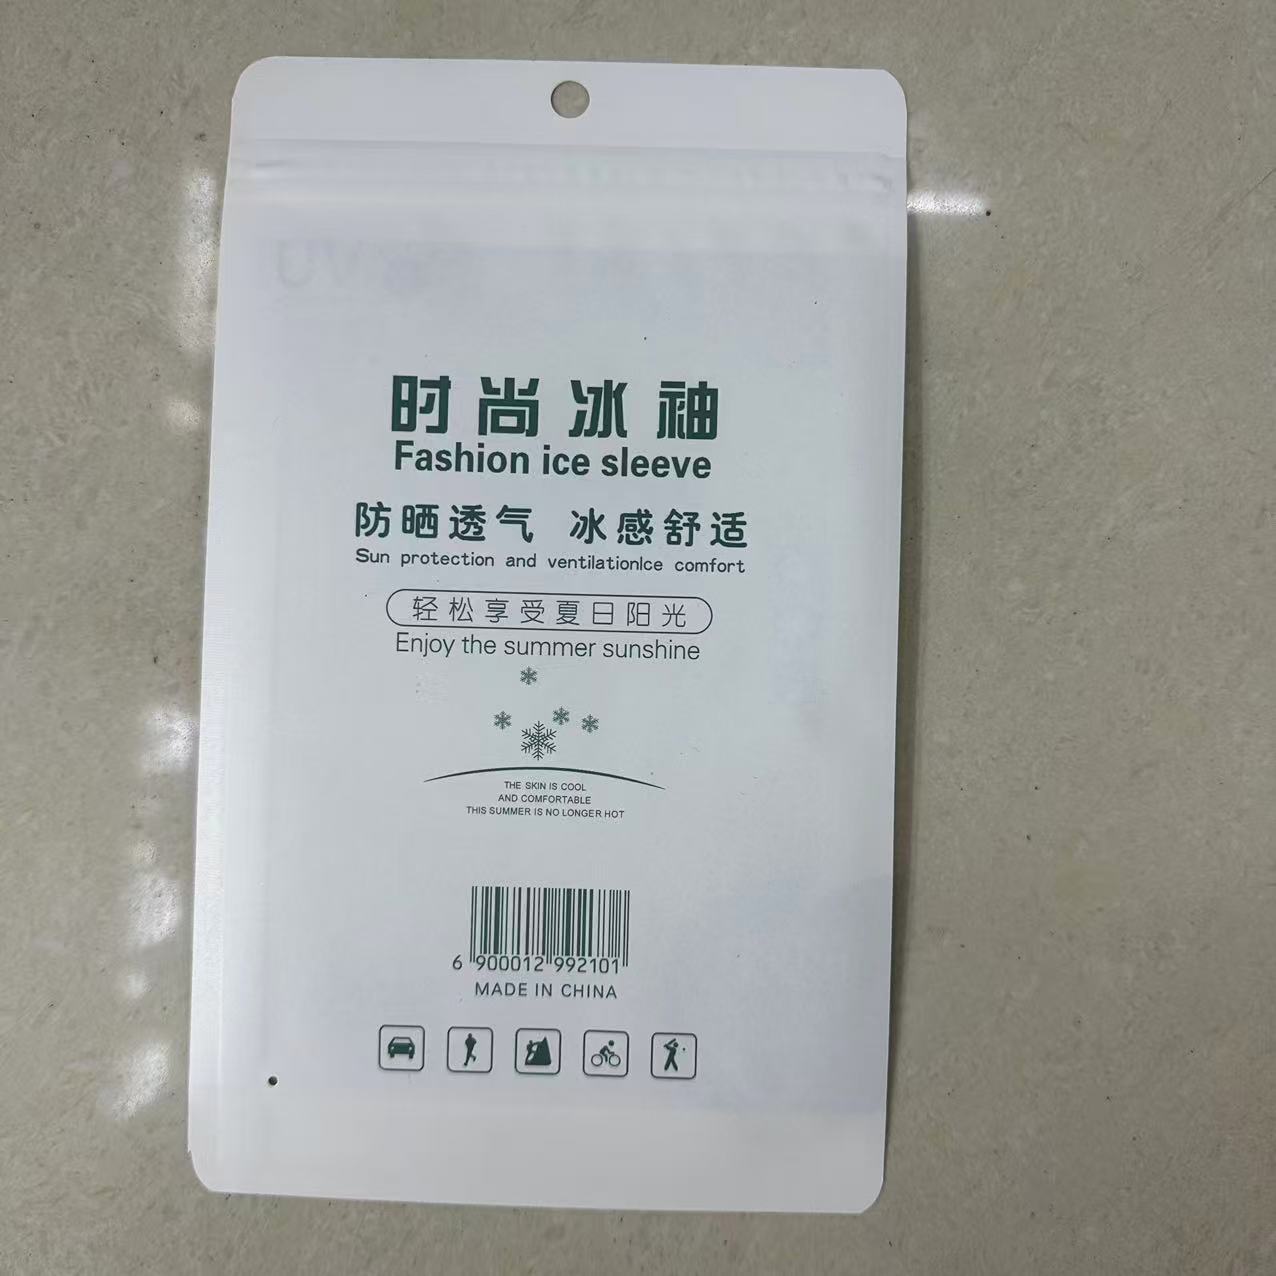 时尚冰袖
Fashion ice sleeve
防晒透气 冰感舒适
Sun protection and ventilationIce comfort
轻松享受夏日阳光
Enjoy the summer sunshine
THE SKIN IS COOL
AND COMFORTABLE
THIS SUMMER IS NO LONGER HOT
6 900012 992101
MADE IN CHINA